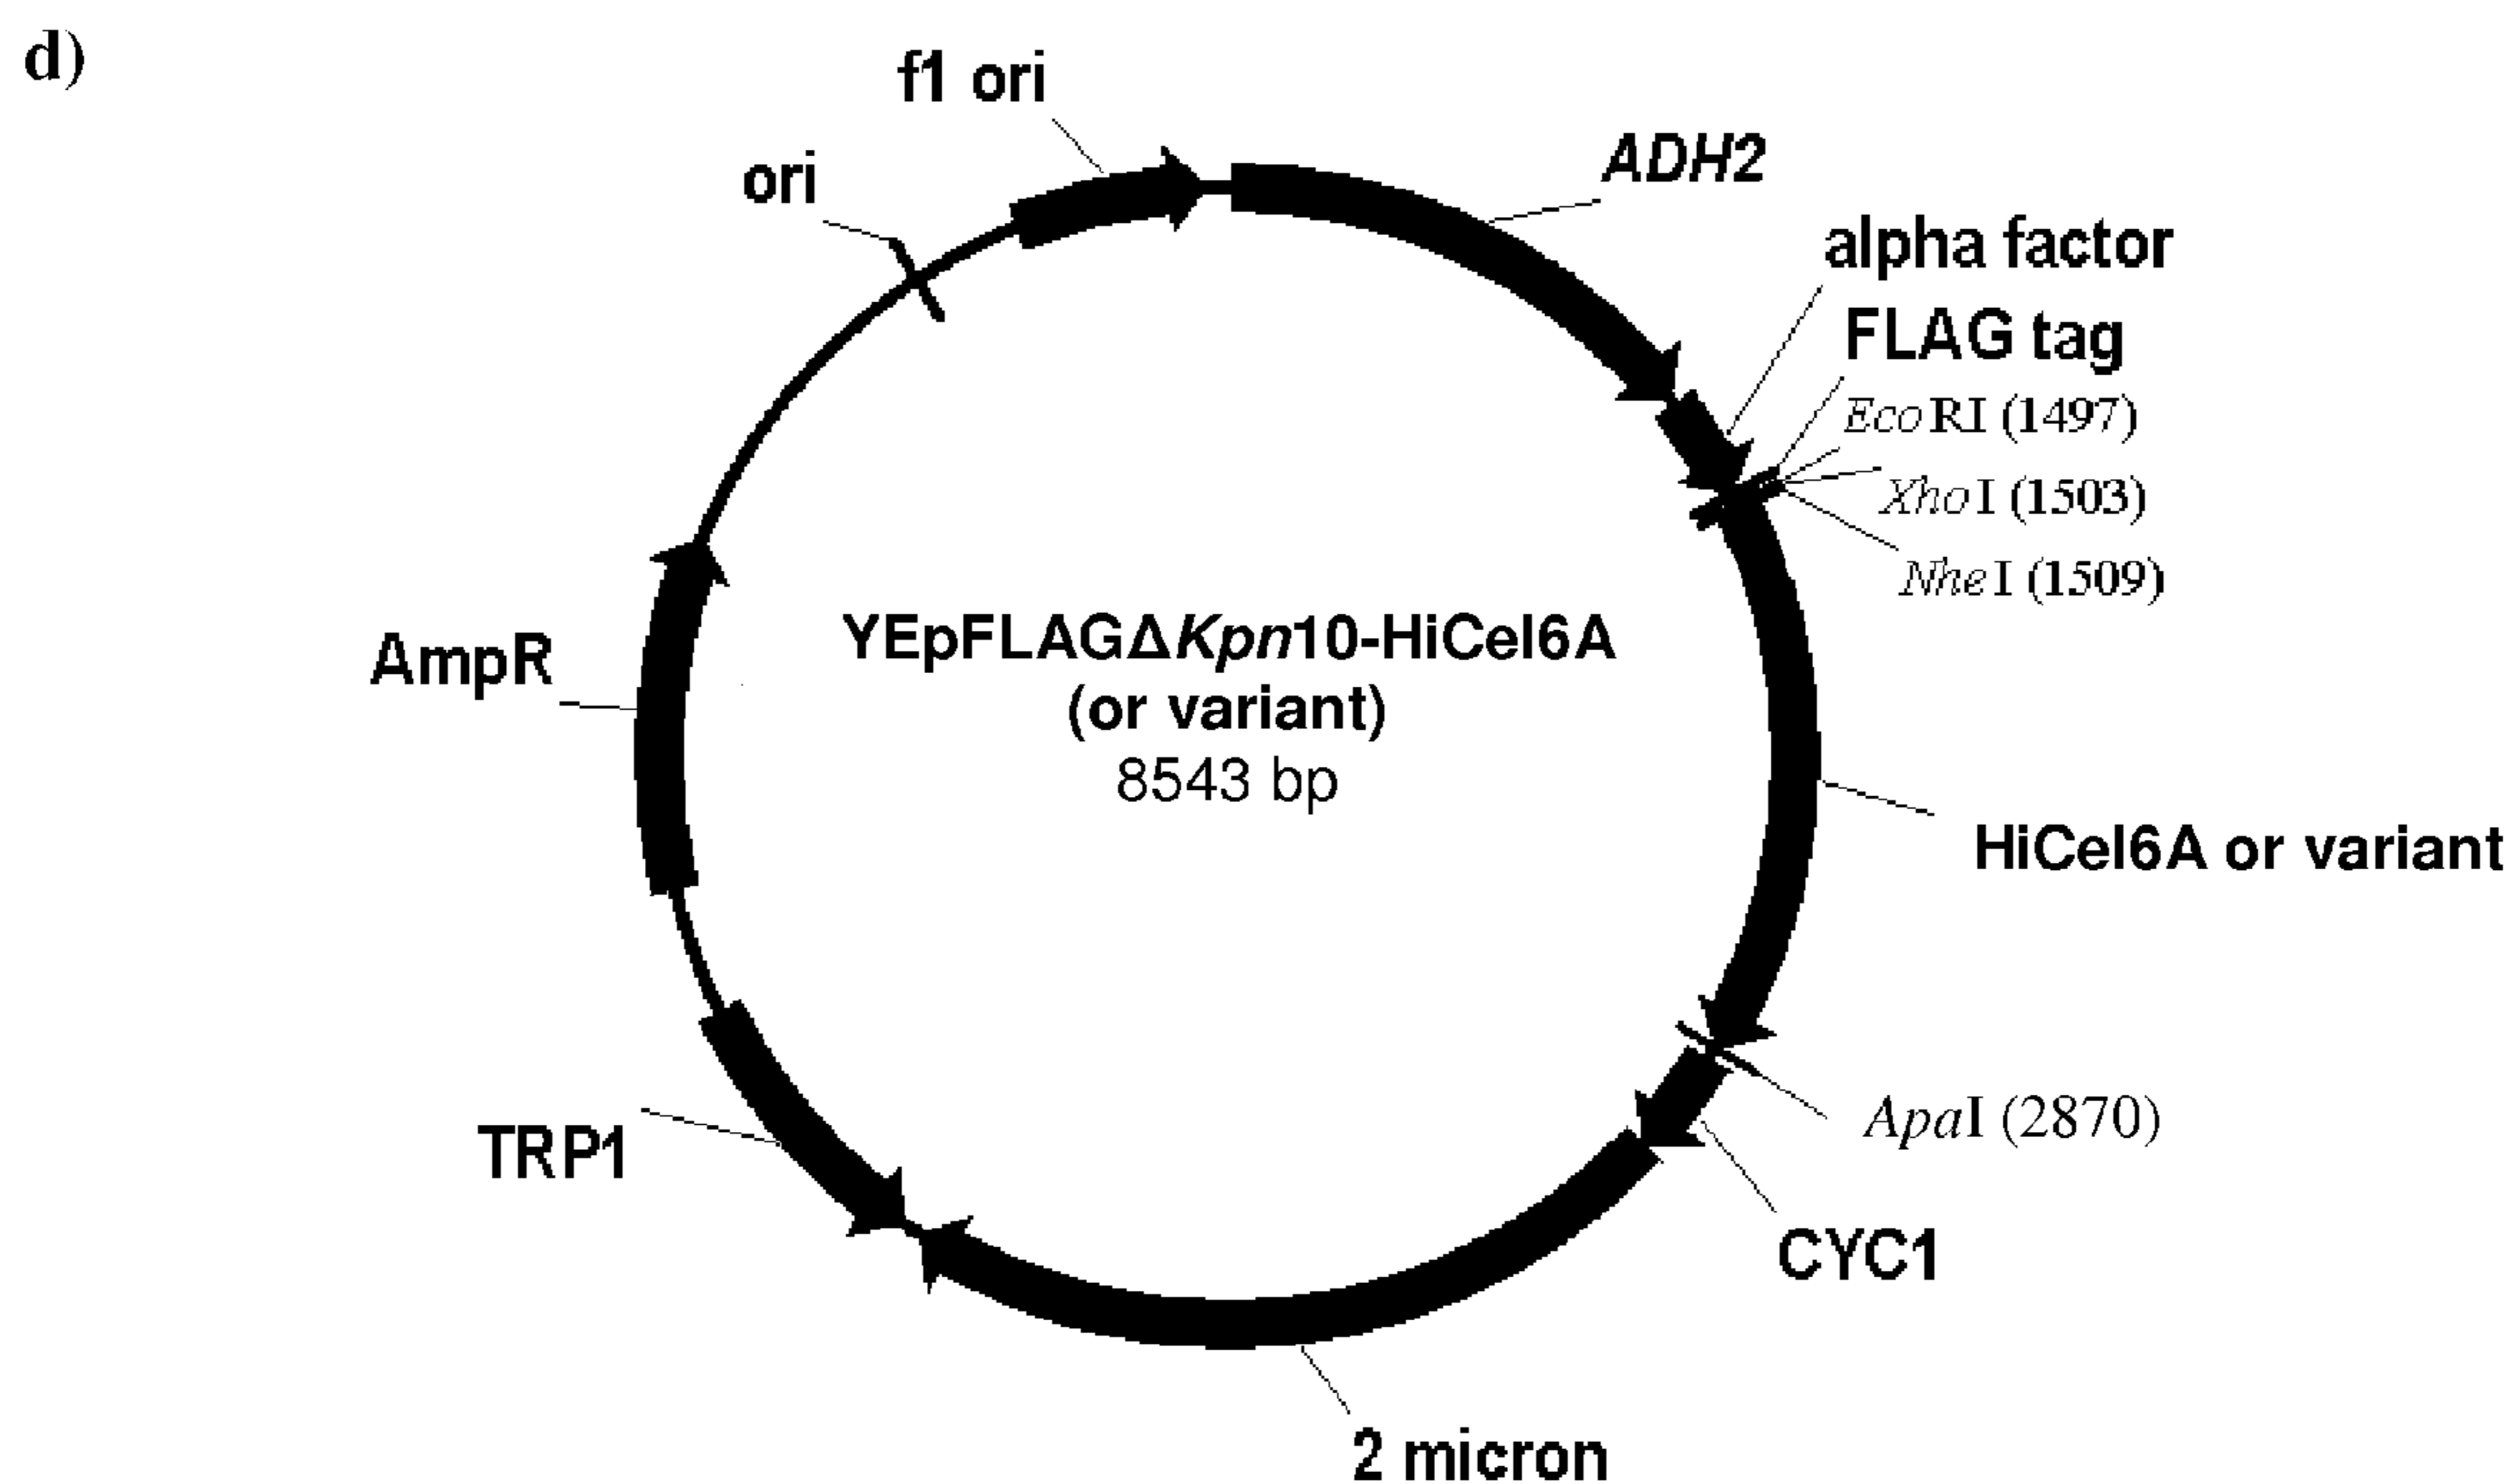 d)
f1 ori
ori
ADH2
alpha factor
FLAG tag
EcoRI (1497)
XhoI (1503)
NheI (1509)
AmpR
YEpFLAGΔKpn10-HiCel6A
(or variant)
8543 bp
HiCel6A or variant
TRP1
ApaI (2870)
CYC1
2 micron